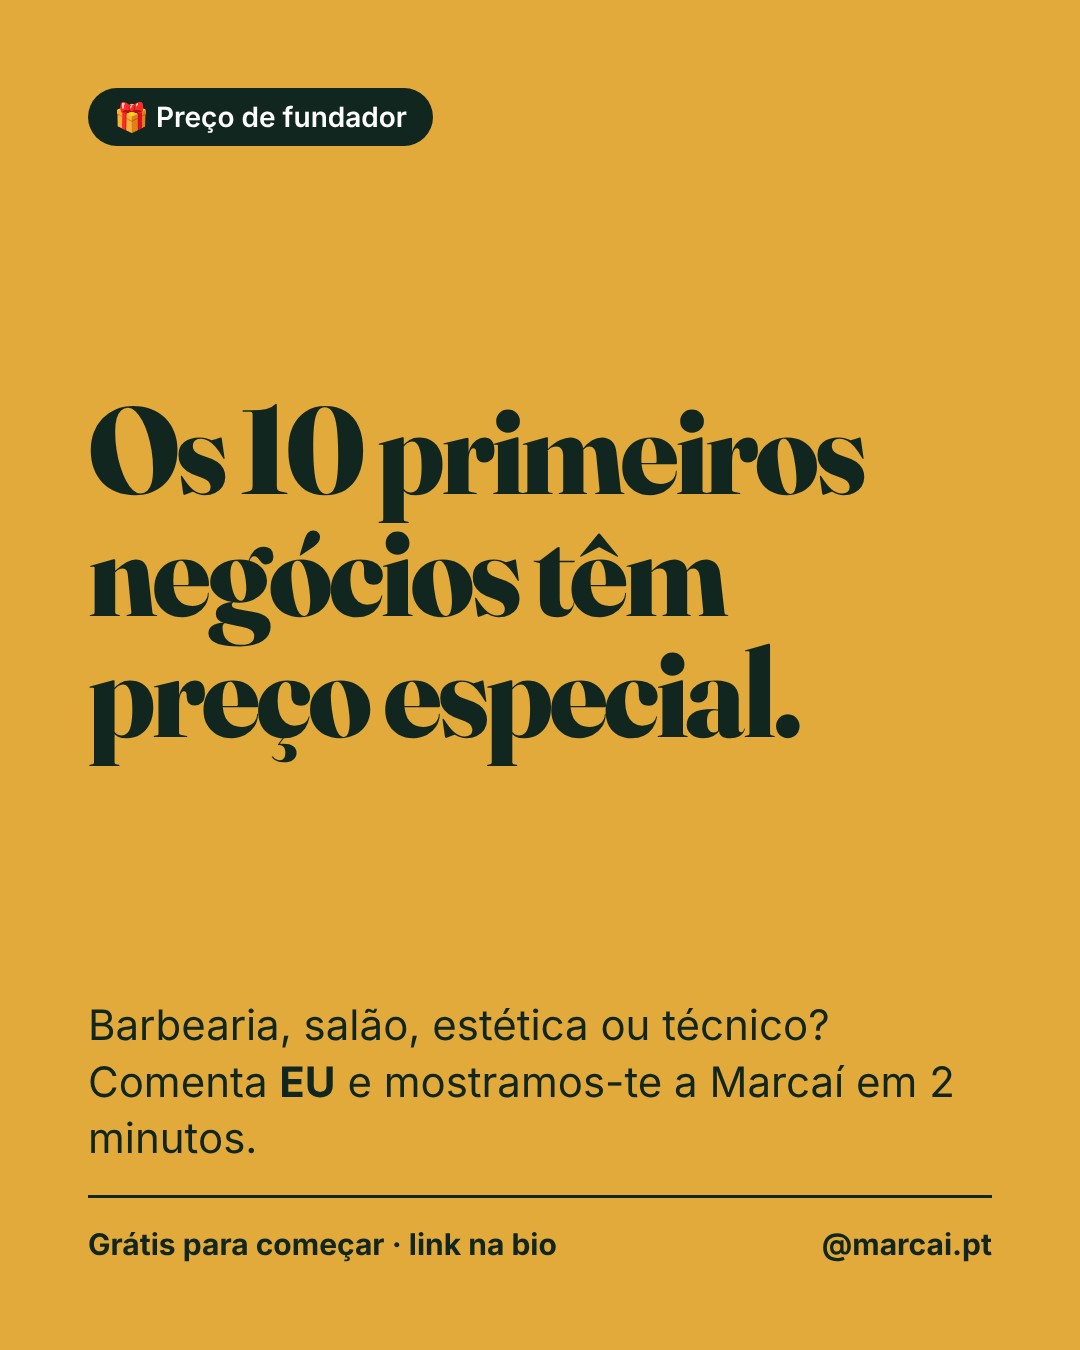 🎁 Preço de fundador
Os 10 primeiros
negócios têm
preço especial.
Barbearia, salão, estética ou técnico?
Comenta EU e mostramos-te a Marcaí em 2
minutos.
Grátis para começar · link na bio
@marcai.pt